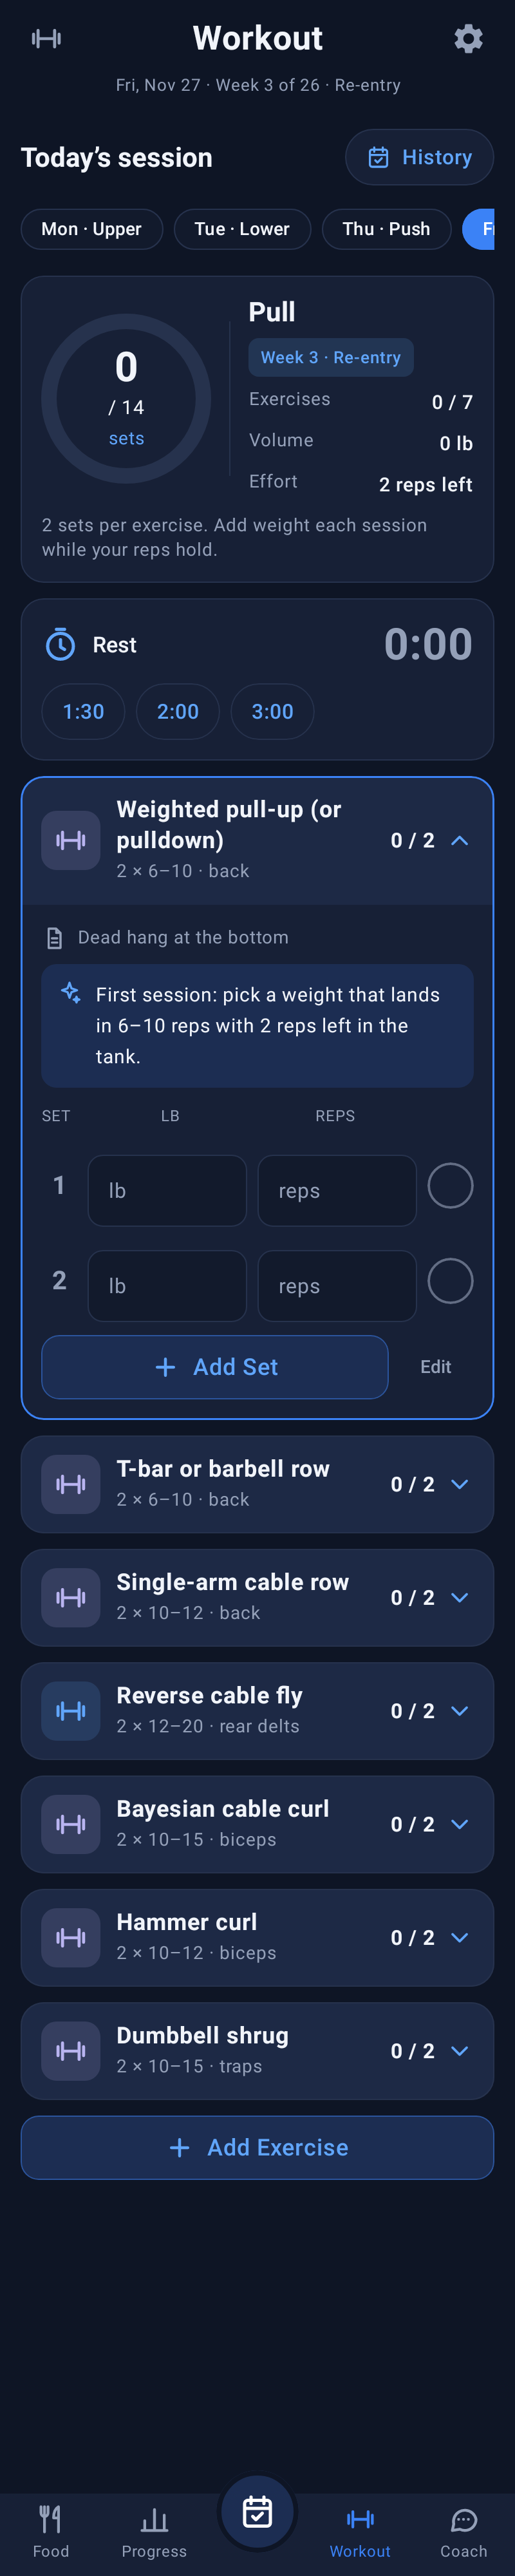 Workout
Fri, Nov 27 · Week 3 of 26 · Re-entry
Today’s session
History
Mon · Upper
Tue · Lower
Thu · Push
Pull
0
/ 14
sets
Week 3 · Re-entry
Exercises
0 / 7
Volume
0 lb
Effort
2 reps left
2 sets per exercise. Add weight each session
while your reps hold.
Rest
0:00
1:30
2:00
3:00
Weighted pull-up (or
pulldown)
2 × 6–10 · back
0 / 2
Dead hang at the bottom
First session: pick a weight that lands
in 6–10 reps with 2 reps left in the
tank.
SET LB REPS
1 lb reps
2 lb reps
+ Add Set
Edit
T-bar or barbell row
2 × 6–10 · back
0 / 2
Single-arm cable row
2 × 10–12 · back
0 / 2
Reverse cable fly
2 × 12–20 · rear delts
0 / 2
Bayesian cable curl
2 × 10–15 · biceps
0 / 2
Hammer curl
2 × 10–12 · biceps
0 / 2
Dumbbell shrug
2 × 10–15 · traps
0 / 2
+ Add Exercise
Food
Progress
Workout
Coach